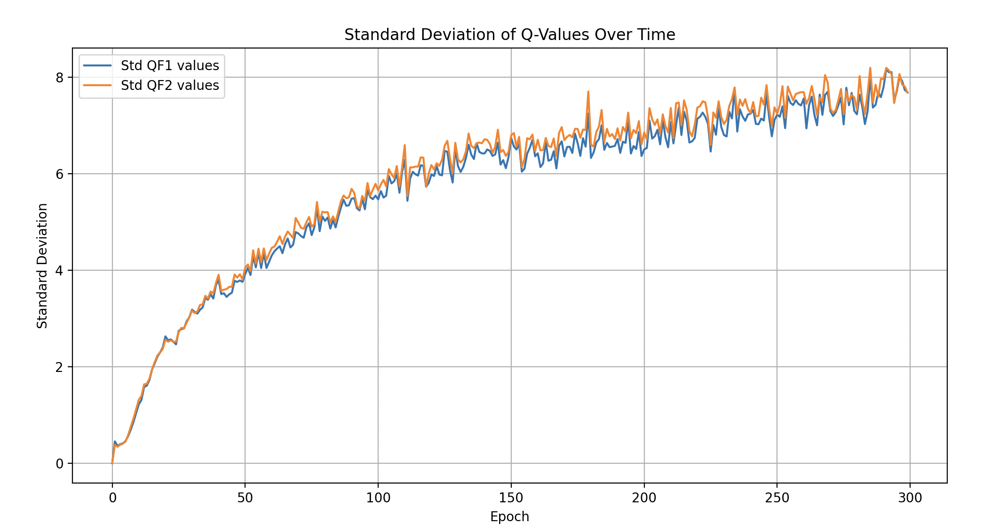 Standard Deviation of Q-Values Over Time
Std QF1 values
Std QF2 values
Standard Deviation
8
6
4
2
0
0 50 100 150 200 250 300
Epoch